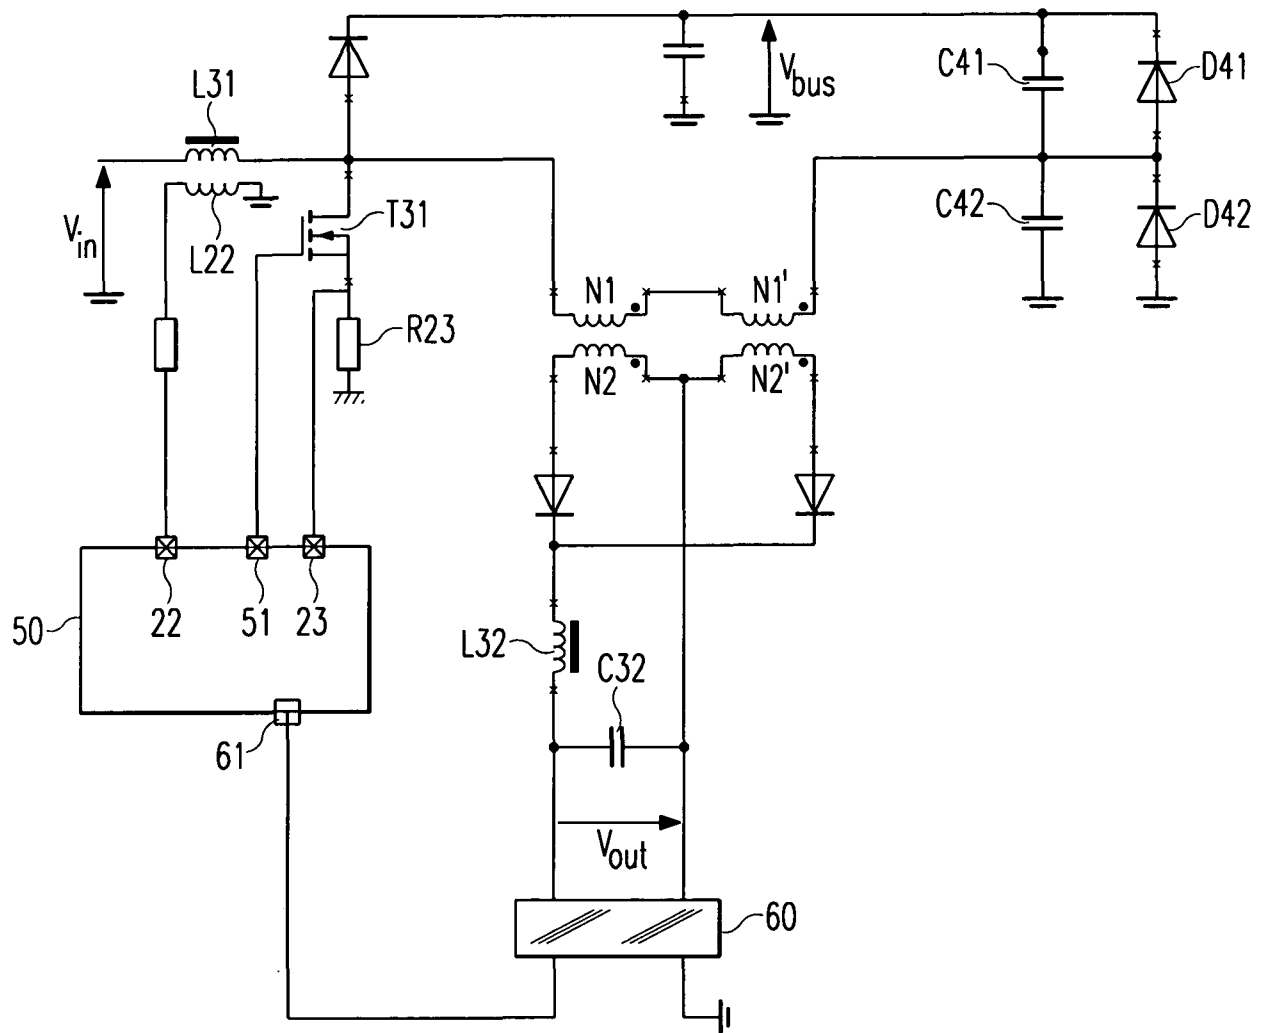 L31
V_bus
C41
D41
V_in
L22
T31
C42
D42
N1
N1'
R23
N2
N2'
50
22
51
23
L32
C32
61
V_out
60